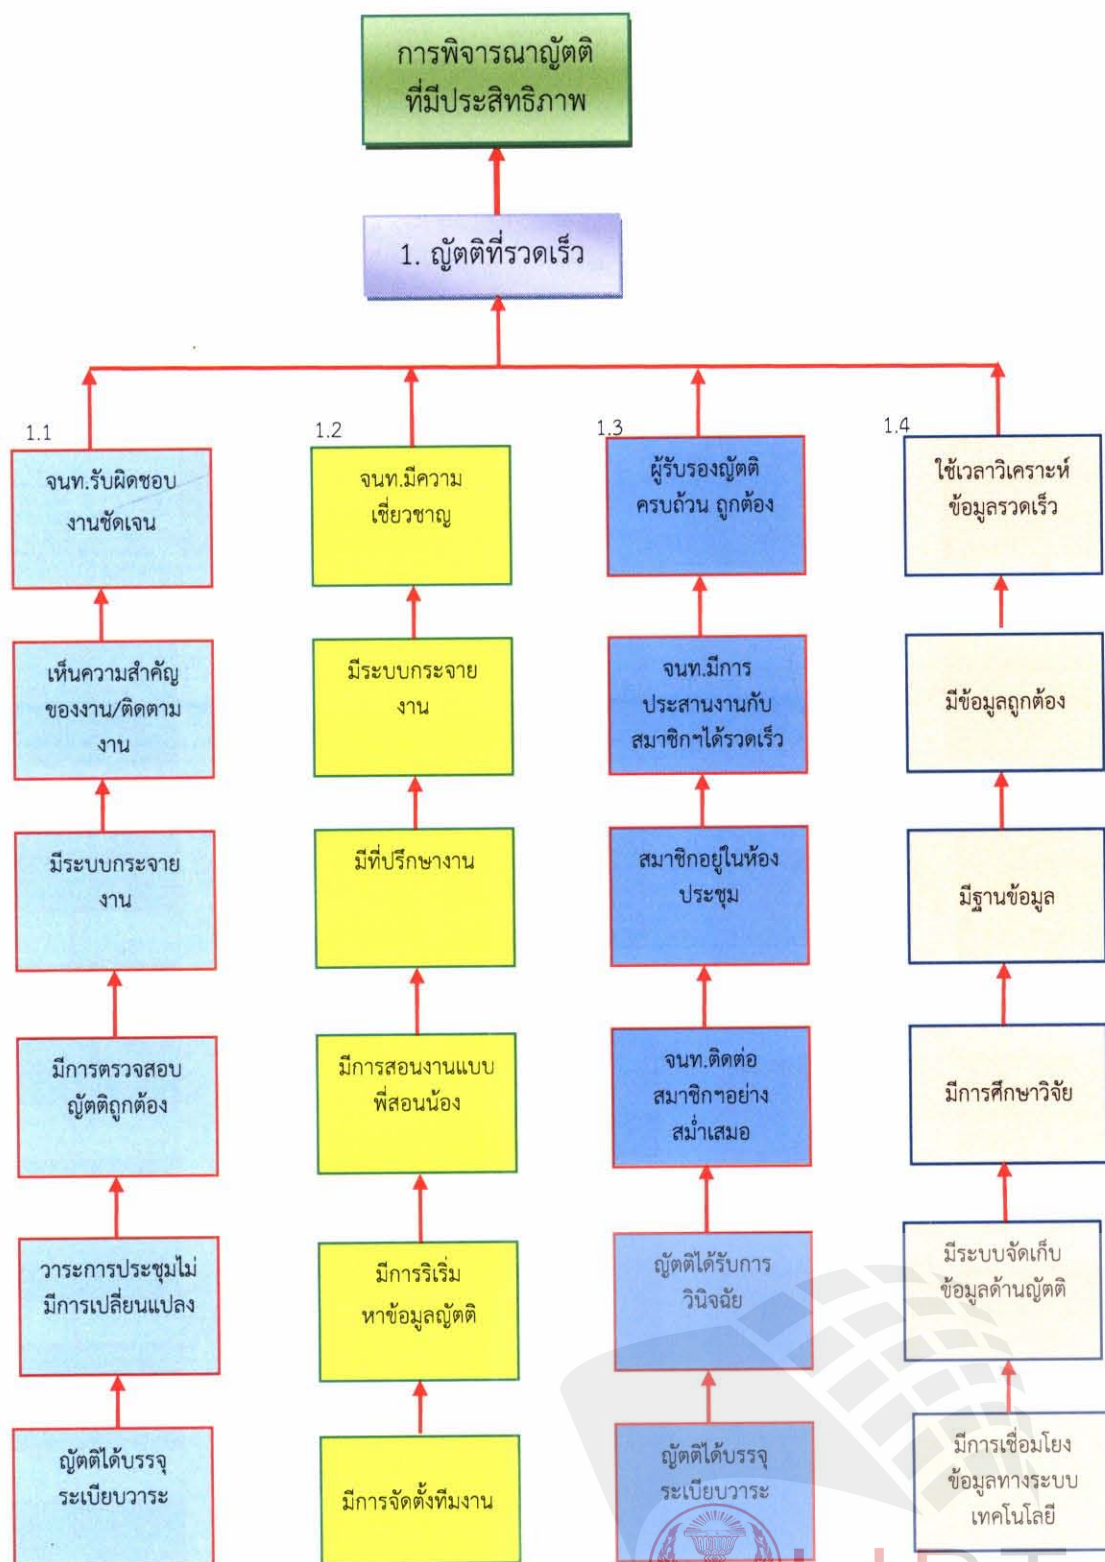 การพิจารณาญัตติ
ที่มีประสิทธิภาพ
1. ญัตติที่รวดเร็ว
1.1
จนท.รับผิดชอบ
งานชัดเจน
เห็นความสำคัญ
ของงาน/ติดตาม
งาน
มีระบบกระจาย
งาน
มีการตรวจสอบ
ญัตติถูกต้อง
วาระการประชุมไม่
มีการเปลี่ยนแปลง
ญัตติได้บรรจุ
ระเบียบวาระ
1.2
จนท.มีความ
เชี่ยวชาญ
มีระบบกระจาย
งาน
มีที่ปรึกษางาน
มีการสอนงานแบบ
พี่สอนน้อง
มีการริเริ่ม
หาข้อมูลญัตติ
มีการจัดตั้งทีมงาน
1.3
ผู้รับรองญัตติ
ครบถ้วน ถูกต้อง
จนท.มีการ
ประสานงานกับ
สมาชิกฯได้รวดเร็ว
สมาชิกอยู่ในห้อง
ประชุม
จนท.ติดต่อ
สมาชิกฯอย่าง
สม่ำเสมอ
ญัตติได้รับการ
วินิจฉัย
ญัตติได้บรรจุ
ระเบียบวาระ
1.4
ใช้เวลาวิเคราะห์
ข้อมูลรวดเร็ว
มีข้อมูลถูกต้อง
มีฐานข้อมูล
มีการศึกษาวิจัย
มีระบบจัดเก็บ
ข้อมูลด้านญัตติ
มีการเชื่อมโยง
ข้อมูลทางระบบ
เทคโนโลยี